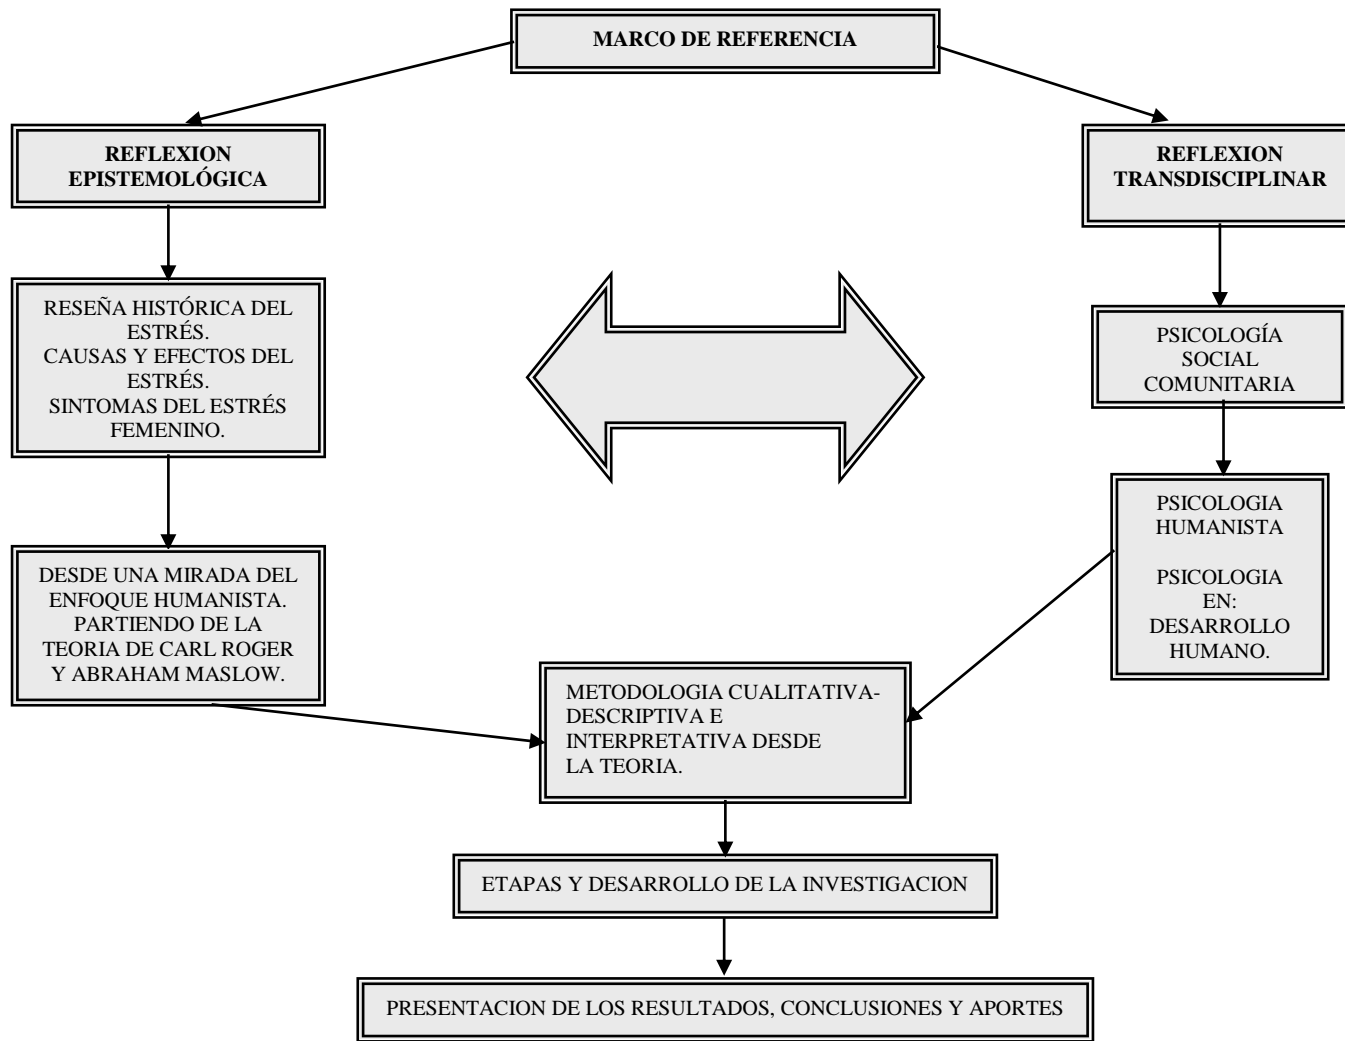 MARCO DE REFERENCIA
REFLEXION
EPISTEMOLÓGICA
REFLEXION
TRANSDISCIPLINAR
RESEÑA HISTÓRICA DEL
ESTRÉS.
CAUSAS Y EFECTOS DEL
ESTRÉS.
SINTOMAS DEL ESTRÉS
FEMENINO.
PSICOLOGÍA
SOCIAL
COMUNITARIA
DESDE UNA MIRADA DEL
ENFOQUE HUMANISTA.
PARTIENDO DE LA
TEORIA DE CARL ROGER
Y ABRAHAM MASLOW.
PSICOLOGIA
HUMANISTA
PSICOLOGIA
EN:
DESARROLLO
HUMANO.
METODOLOGIA CUALITATIVA-
DESCRIPTIVA E
INTERPRETATIVA DESDE
LA TEORIA.
ETAPAS Y DESARROLLO DE LA INVESTIGACION
PRESENTACION DE LOS RESULTADOS, CONCLUSIONES Y APORTES